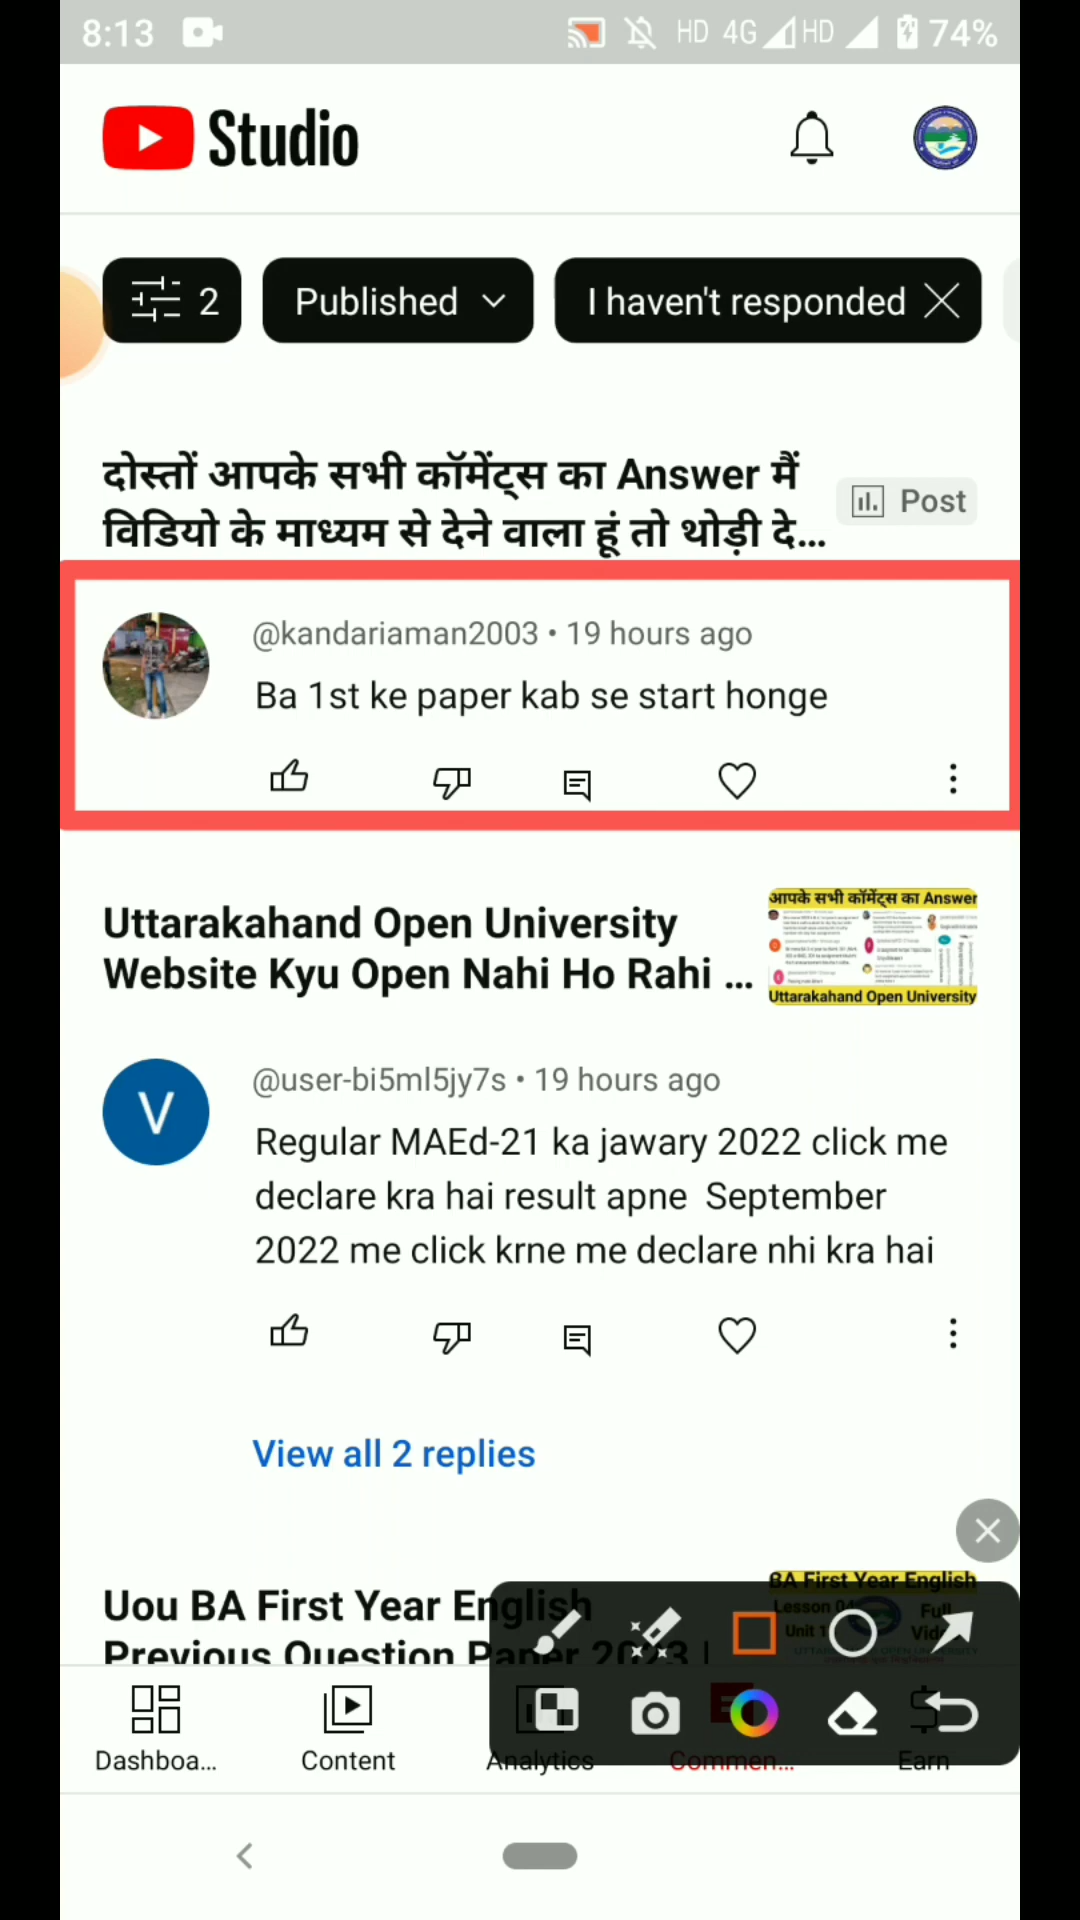 8:13 HD 4G HD 74%
Studio
2 Published I haven't responded
दोस्तों आपके सभी कॉमेंट्स का Answer मैं
विडियो के माध्यम से देने वाला हूं तो थोड़ी दे...
Post
@kandariaman2003 • 19 hours ago
Ba 1st ke paper kab se start honge
Uttarakahand Open University
Website Kyu Open Nahi Ho Rahi ...
आपके सभी कॉमेंट्स का Answer
Uttarakahand Open University
@user-bi5ml5jy7s • 19 hours ago
V
Regular MAEd-21 ka jawary 2022 click me
declare kra hai result apne September
2022 me click krne me declare nhi kra hai
View all 2 replies
Uou BA First Year English
Previous Question Paper 2023 |
BA First Year English
Lesson 04
Unit 1
Full
Dashboa... Content Analytics Commen... Earn